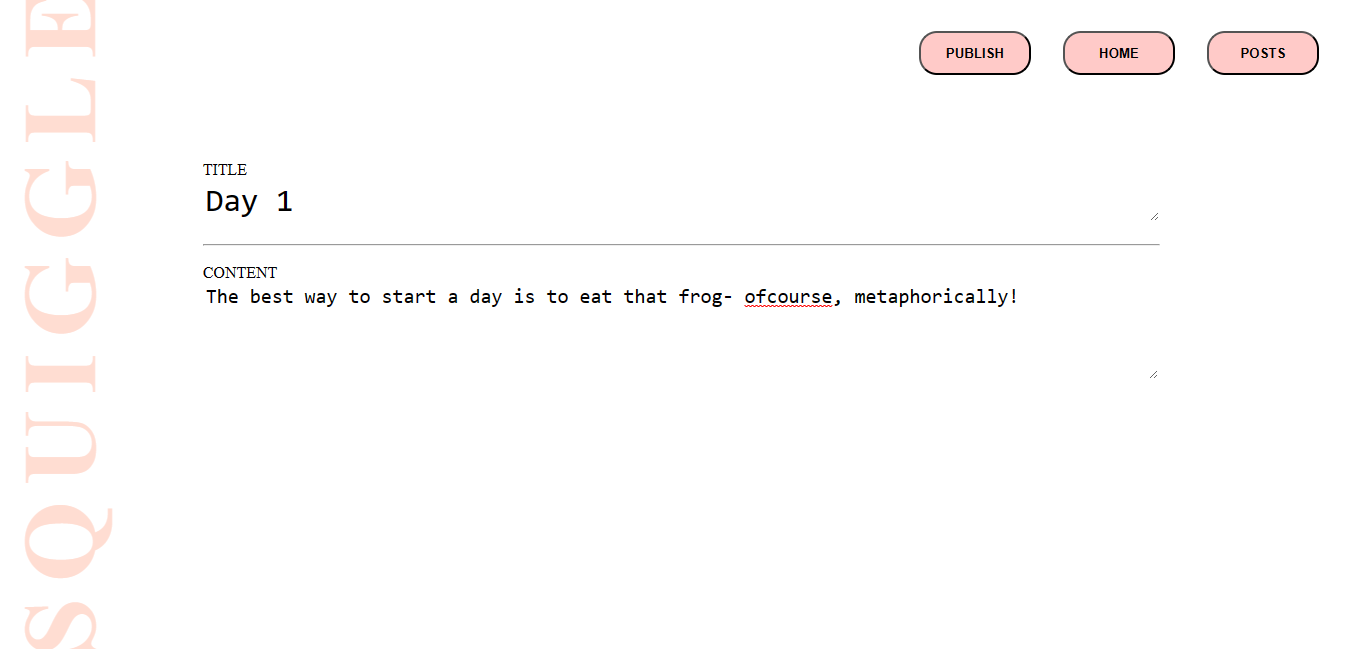 SQUIGGLE
PUBLISH
HOME
POSTS
TITLE
Day 1
CONTENT
The best way to start a day is to eat that frog- ofcourse, metaphorically!